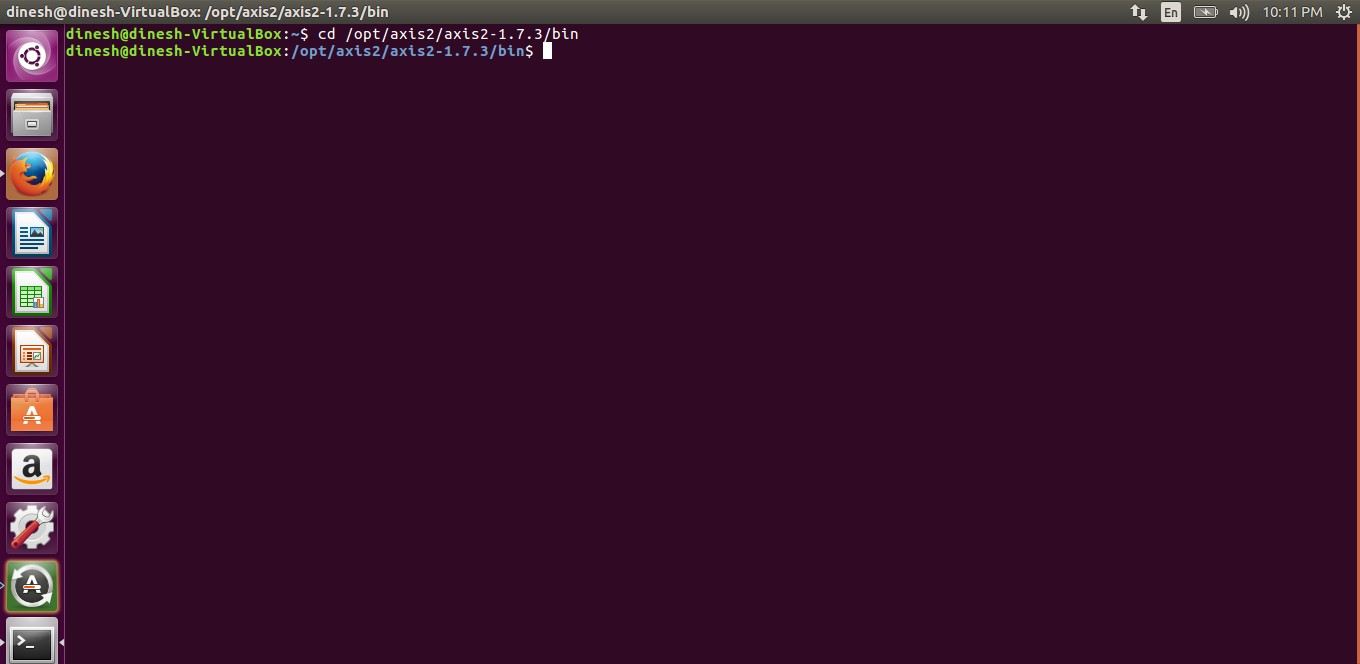 dinesh@dinesh-VirtualBox: /opt/axis2/axis2-1.7.3/bin
En
10:11 PM
dinesh@dinesh-VirtualBox:~$ cd /opt/axis2/axis2-1.7.3/bin
dinesh@dinesh-VirtualBox:/opt/axis2/axis2-1.7.3/bin$